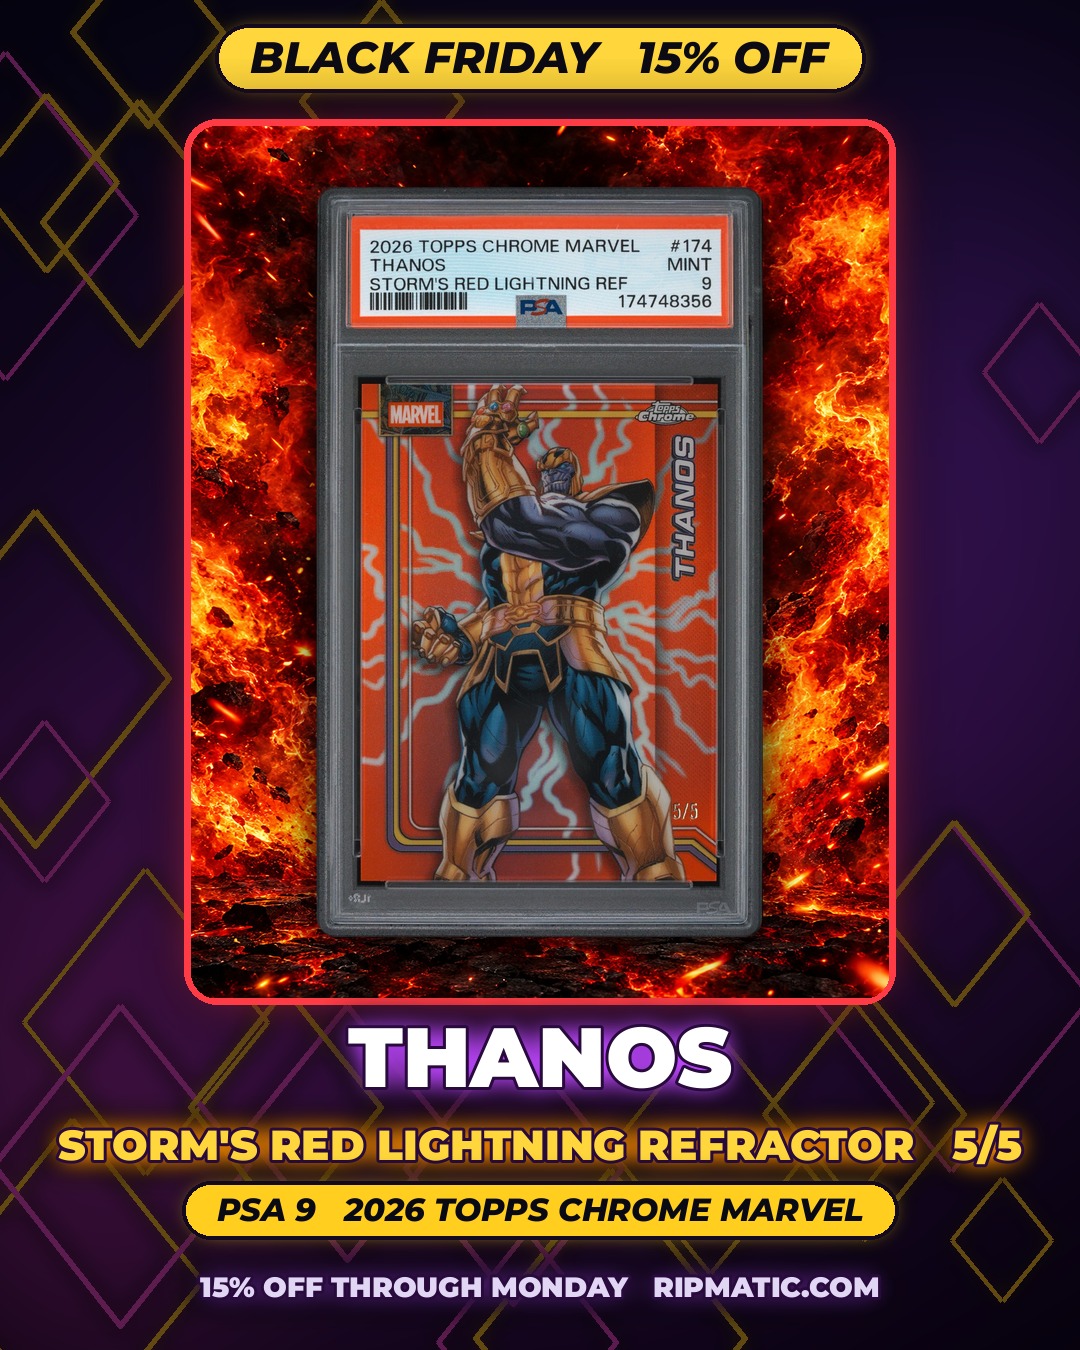 BLACK FRIDAY 15% OFF
2026 TOPPS CHROME MARVEL #174
THANOS MINT
STORM'S RED LIGHTNING REF 9
PSA 174748356
MARVEL
Topps Chrome
THANOS
5/5
PSA
THANOS
STORM'S RED LIGHTNING REFRACTOR 5/5
PSA 9 2026 TOPPS CHROME MARVEL
15% OFF THROUGH MONDAY RIPMATIC.COM